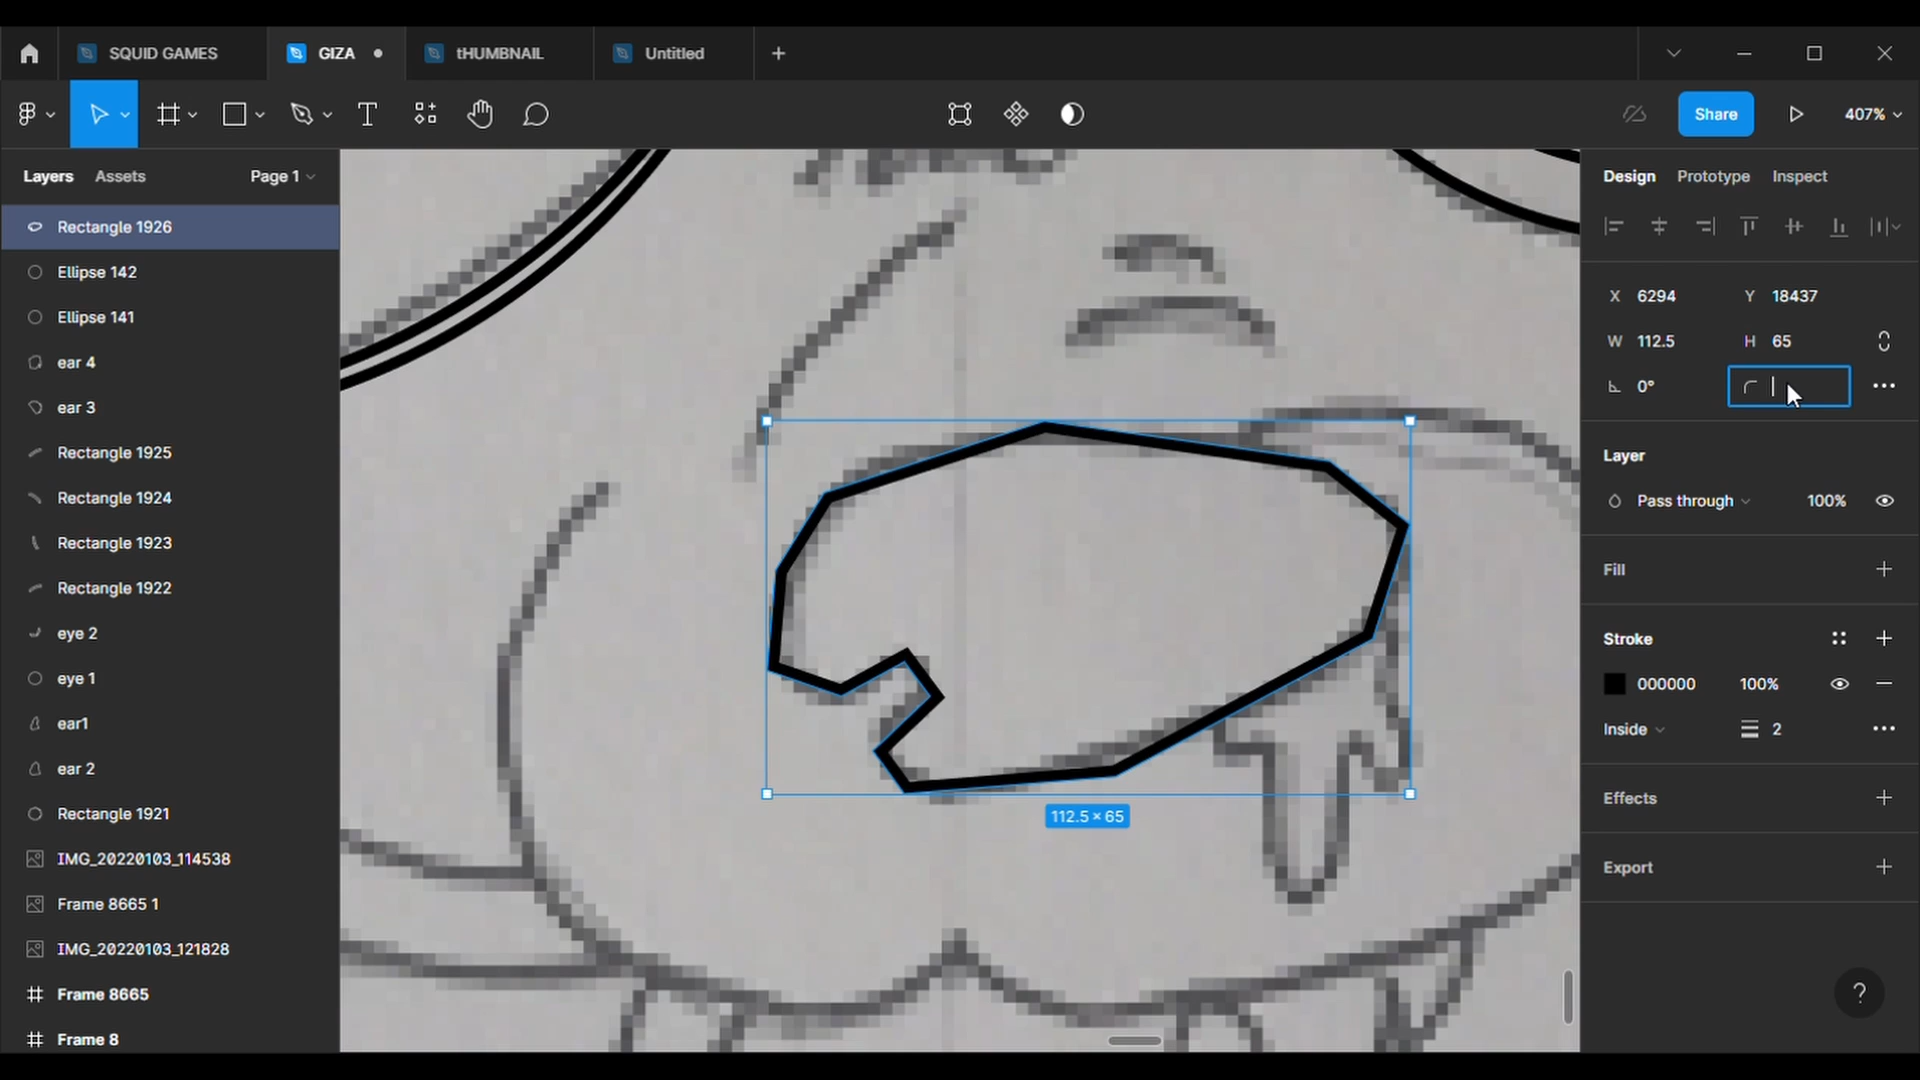 SQUID GAMES
GIZA
tHUMBNAIL
Untitled
Share
407%
Layers
Assets
Page 1
Rectangle 1926
Ellipse 142
Ellipse 141
ear 4
ear 3
Rectangle 1925
Rectangle 1924
Rectangle 1923
Rectangle 1922
eye 2
eye 1
ear1
ear 2
Rectangle 1921
IMG_20220103_114538
Frame 8665 1
IMG_20220103_121828
Frame 8665
Frame 8
112.5 × 65
Design
Prototype
Inspect
X 6294
Y 18437
W 112.5
H 65
0°
Layer
Pass through
100%
Fill
Stroke
000000
100%
Inside
2
Effects
Export
?